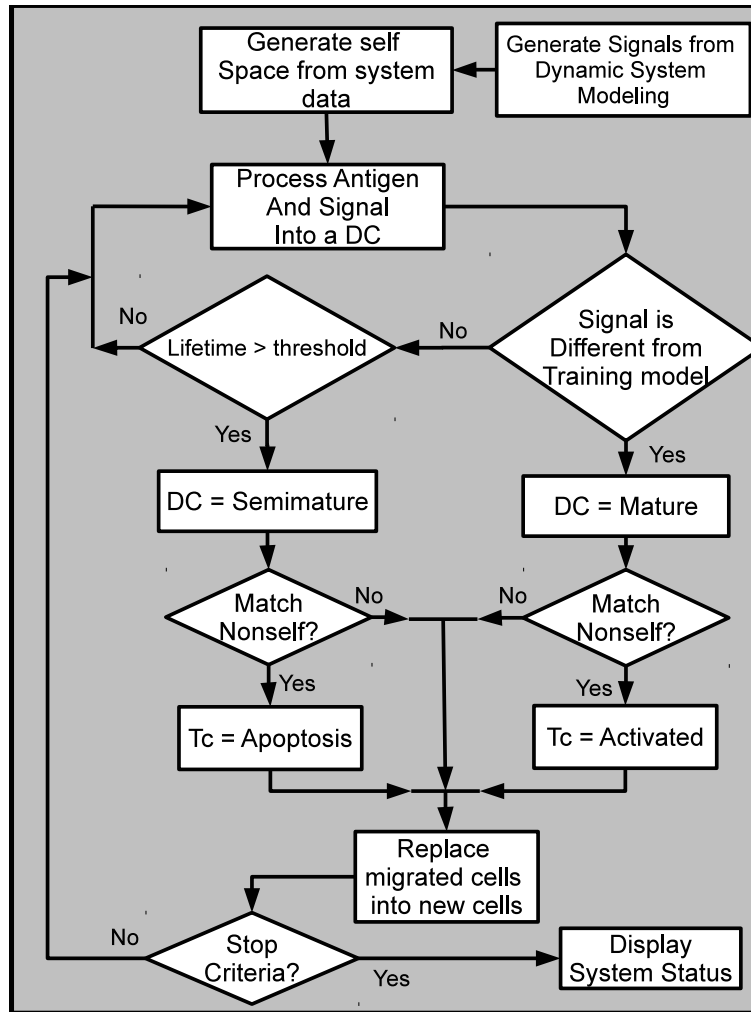 Generate self
Space from system
data
Generate Signals from
Dynamic System
Modeling
Process Antigen
And Signal
Into a DC
No
Lifetime > threshold
No
Signal is
Different from
Training model
Yes
Yes
DC = Semimature
DC = Mature
Match
Nonself?
No
No
Match
Nonself?
Yes
Yes
Tc = Apoptosis
Tc = Activated
Replace
migrated cells
into new cells
No
Stop
Criteria?
Yes
Display
System Status